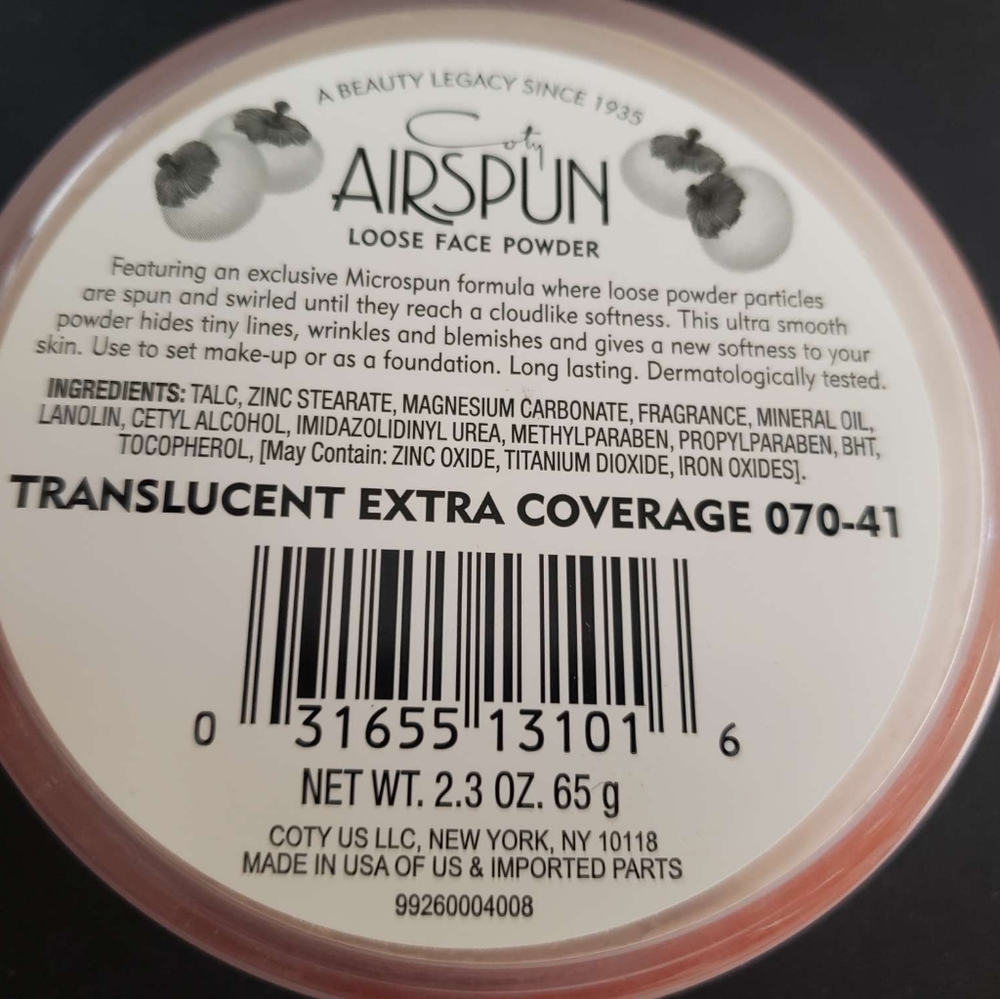 A BEAUTY LEGACY SINCE 1935
Coty
AIRSPUN
LOOSE FACE POWDER
Featuring an exclusive Microspun formula where loose powder particles
are spun and swirled until they reach a cloudlike softness. This ultra smooth
powder hides tiny lines, wrinkles and blemishes and gives a new softness to your
skin. Use to set make-up or as a foundation. Long lasting. Dermatologically tested.
INGREDIENTS: TALC, ZINC STEARATE, MAGNESIUM CARBONATE, FRAGRANCE, MINERAL OIL,
LANOLIN, CETYL ALCOHOL, IMIDAZOLIDINYL UREA, METHYLPARABEN, PROPYLPARABEN, BHT,
TOCOPHEROL, [May Contain: ZINC OXIDE, TITANIUM DIOXIDE, IRON OXIDES].
TRANSLUCENT EXTRA COVERAGE 070-41
0 31655 13101 6
NET WT. 2.3 OZ. 65 g
COTY US LLC, NEW YORK, NY 10118
MADE IN USA OF US & IMPORTED PARTS
99260004008